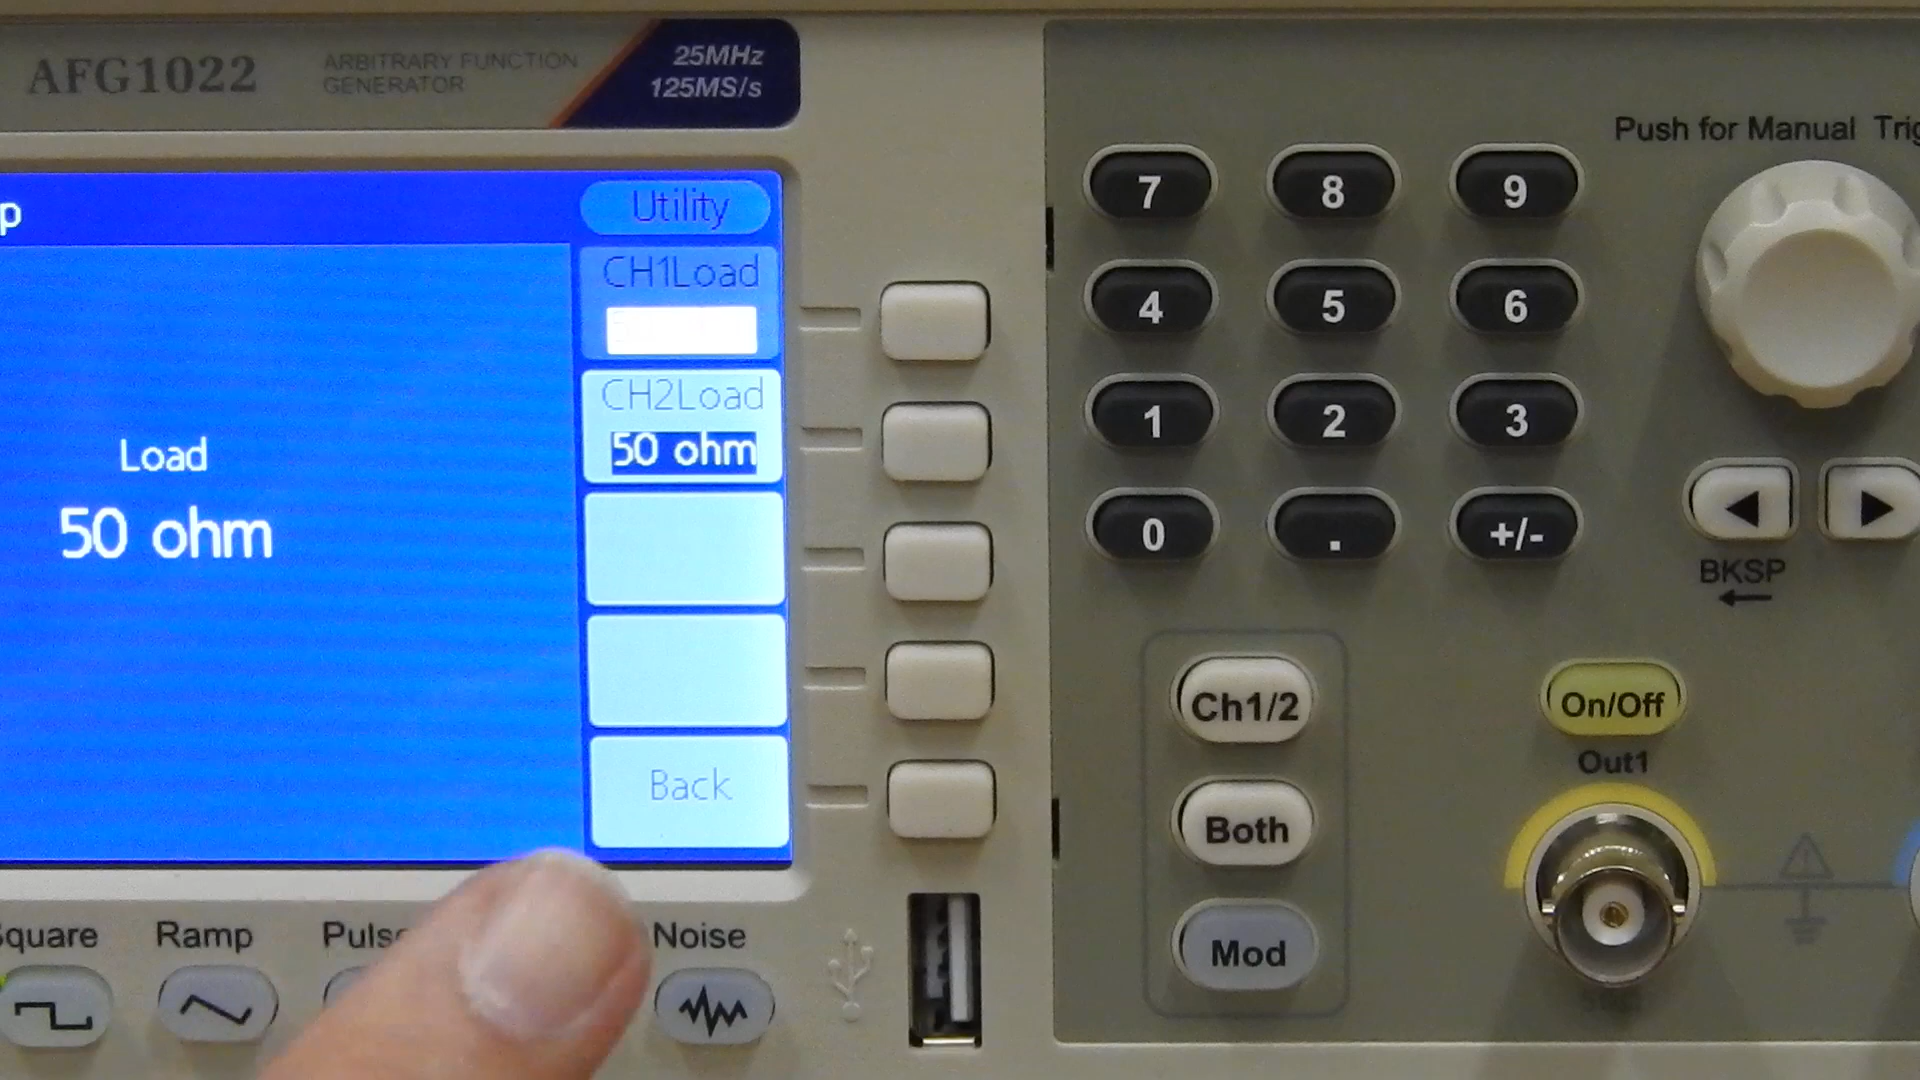 AFG1022
ARBITRARY FUNCTION
GENERATOR
25MHz
125MS/s
p
Utility
CH1Load
CH2Load
50 ohm
Load
50 ohm
Back
Square
Ramp
Puls
Noise
7
8
9
4
5
6
1
2
3
0
.
+/-
Push for Manual Trig
BKSP
Ch1/2
Both
Mod
On/Off
Out1